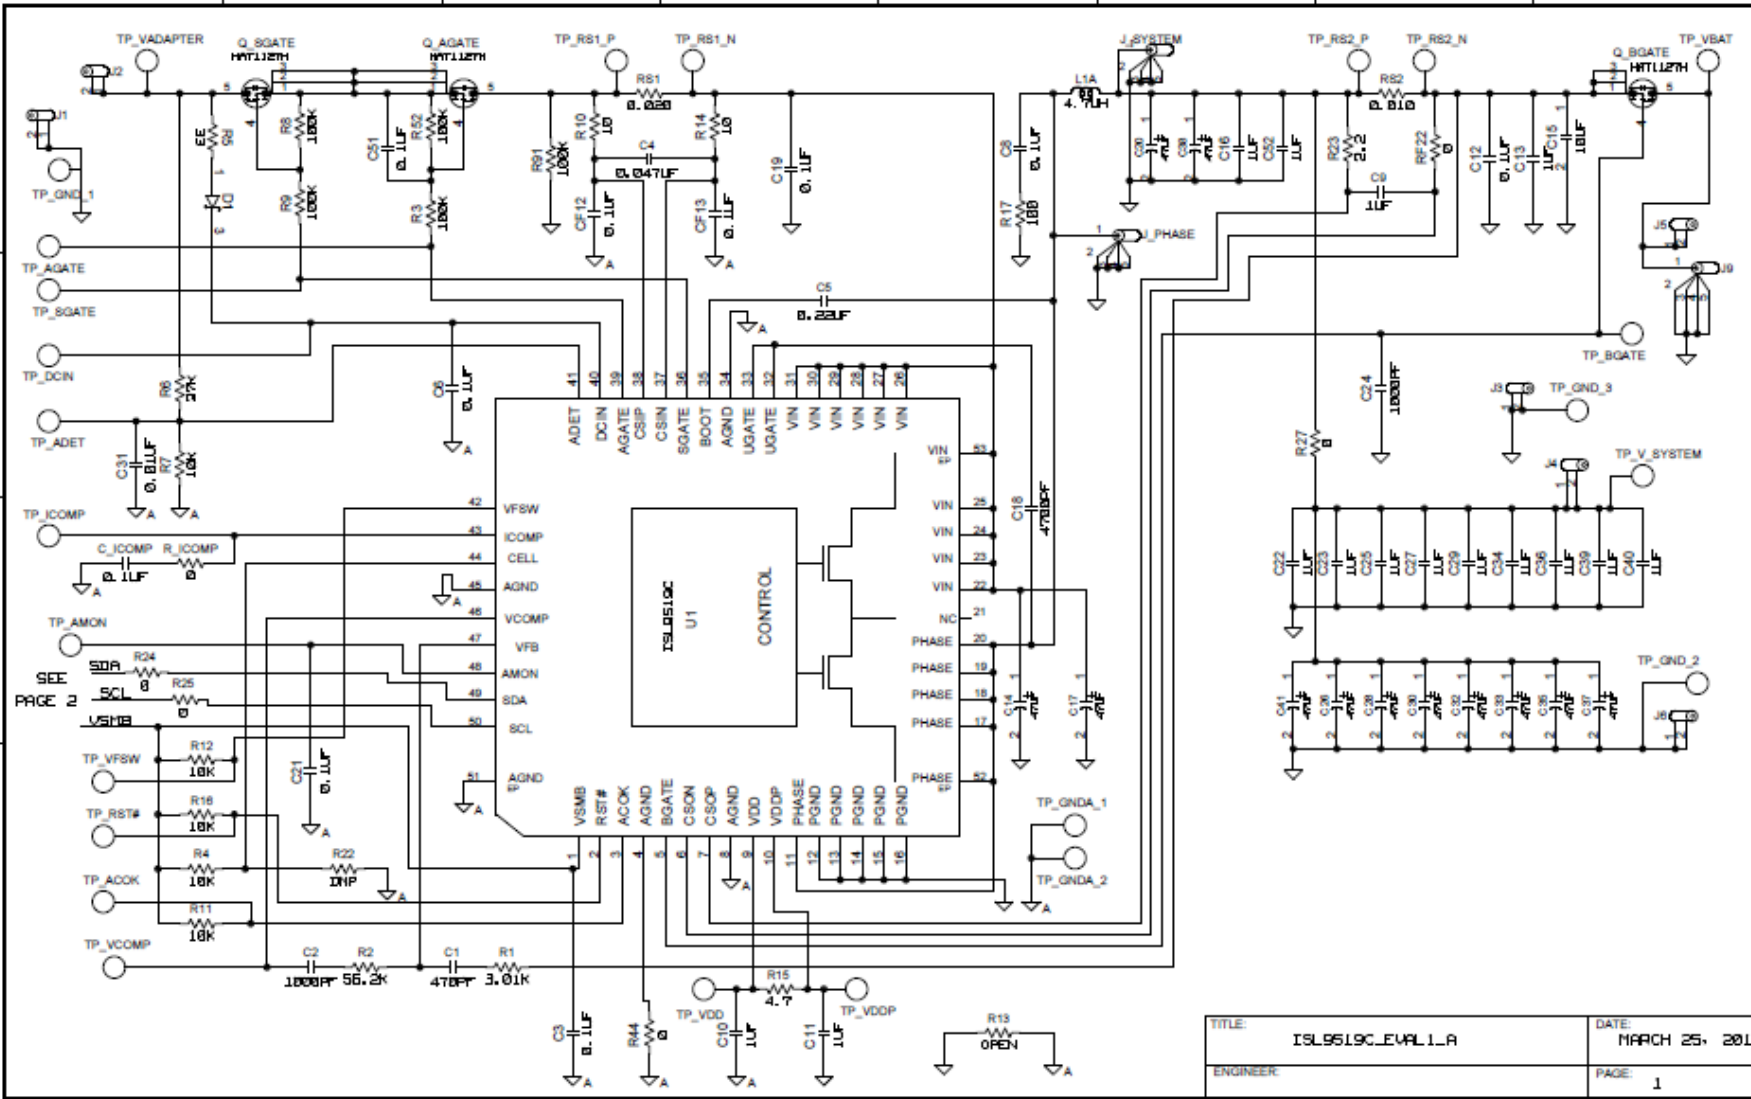 TP_VADAPTER
Q_SGATE
HAT1127H
Q_AGATE
HAT1127H
TP_RS1_P
TP_RS1_N
J_SYSTEM
TP_RS2_P
TP_RS2_N
Q_BGATE
HAT1127H
TP_VBAT
J2
RS1
0.020
L1A
4.7UH
RS2
0.010
J1
TP_GND_1
R5
D1
R8
100K
R9
100K
C51
0.1UF
R52
100K
R3
100K
R91
100K
R10
10
C4
0.047UF
R14
10
CF12
0.1UF
CF13
0.1UF
C19
0.1UF
C8
0.1UF
R17
100
C20
47UF
C38
47UF
C16
1UF
C52
1UF
R23
2.2
C9
1UF
RF22
0
C12
0.1UF
C13
1UF
C15
10UF
J_PHASE
J5
J9
TP_AGATE
TP_SGATE
TP_DCIN
TP_ADET
C5
0.22UF
TP_BGATE
R6
27K
C6
0.1UF
C31
0.01UF
R7
10K
C24
1000PF
J3
TP_GND_3
R27
0
J4
TP_V_SYSTEM
41 40 39 38 37 36 35 34 33 32 31 30 29 28 27 26
ADET DCIN AGATE CSIP CSIN SGATE BOOT AGND UGATE UGATE VIN VIN VIN VIN VIN VIN
VIN
EP
53
VIN 25
VIN 24
VIN 23
VIN 22
NC 21
PHASE 20
PHASE 19
PHASE 18
PHASE 17
PHASE
EP
52
42 VFSW
43 ICOMP
44 CELL
45 AGND
46 VCOMP
47 VFB
48 AMON
49 SDA
50 SCL
51 AGND
EP
ISL9519C
U1
CONTROL
C18
4700PF
C14
47UF
C17
47UF
TP_ICOMP
C_ICOMP
0.1UF
R_ICOMP
0
TP_AMON
SEE
PAGE 2
SDA
R24
0
SCL
R25
0
VSMB
TP_VFSW
R12
10K
TP_RST#
R16
10K
R4
10K
R22
DNP
TP_ACOK
R11
10K
TP_VCOMP
C21
0.1UF
C2
1000PF
R2
56.2K
C1
470PF
R1
3.01K
VSMB RST# ACOK AGND BGATE CSON CSOP AGND VDD VDDP PHASE PGND PGND PGND PGND PGND
1 2 3 4 5 6 7 8 9 10 11 12 13 14 15 16
C22
1UF
C23
1UF
C25
1UF
C27
1UF
C29
1UF
C34
1UF
C36
1UF
C39
1UF
C40
1UF
C41
47UF
C26
47UF
C28
47UF
C30
47UF
C32
47UF
C33
47UF
C35
47UF
C37
47UF
TP_GND_2
J6
TP_GNDA_1
TP_GNDA_2
C3
0.1UF
R44
0
TP_VDD
R15
4.7
TP_VDDP
C10
1UF
C11
1UF
R13
OPEN
TITLE:
ISL9519C_EVAL1_A
DATE:
MARCH 25, 201
ENGINEER:
PAGE:
1